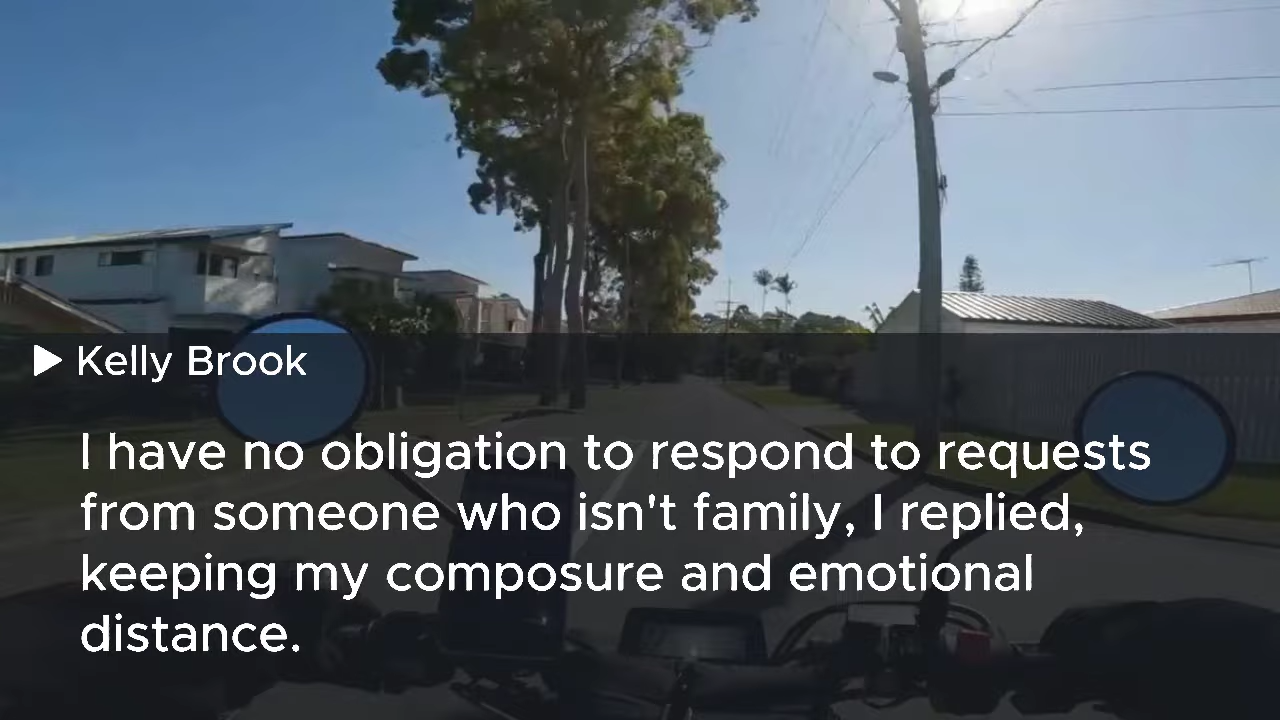 Kelly Brook
I have no obligation to respond to requests
from someone who isn't family, I replied,
keeping my composure and emotional
distance.